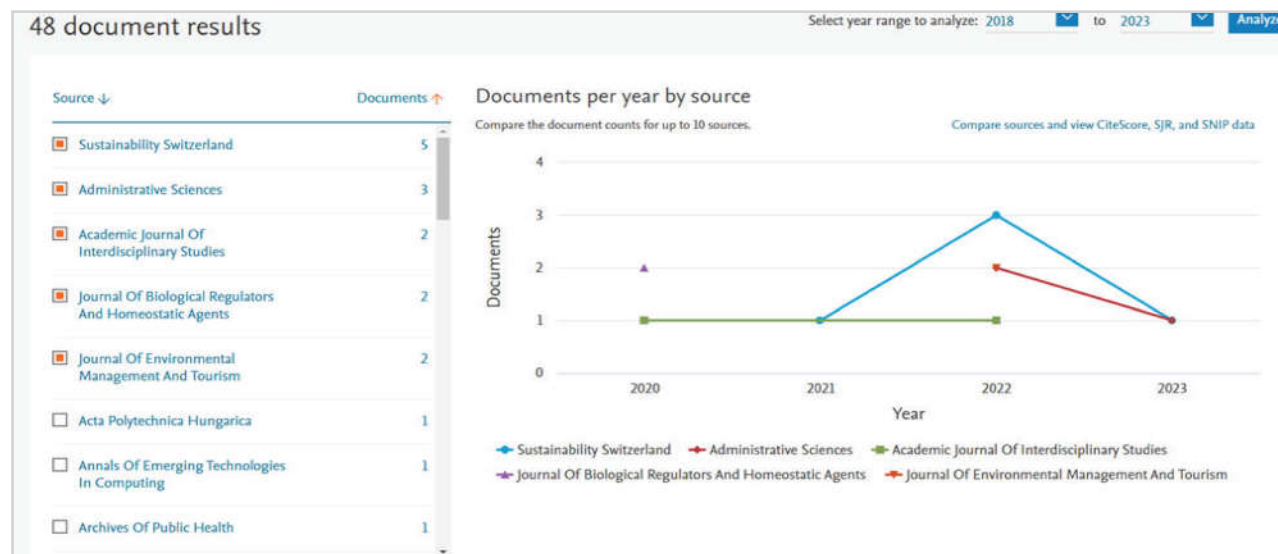 48 document results
Select year range to analyze: 2018 to 2023 Analyze
Source ↓ Documents ↑
Sustainability Switzerland 5
Administrative Sciences 3
Academic Journal Of
Interdisciplinary Studies 2
Journal Of Biological Regulators
And Homeostatic Agents 2
Journal Of Environmental
Management And Tourism 2
Acta Polytechnica Hungarica 1
Annals Of Emerging Technologies
In Computing 1
Archives Of Public Health 1
Documents per year by source
Compare the document counts for up to 10 sources.
Compare sources and view CiteScore, SJR, and SNIP data
4
3
2
1
0
Documents
2020 2021 2022 2023
Year
Sustainability Switzerland Administrative Sciences Academic Journal Of Interdisciplinary Studies
Journal Of Biological Regulators And Homeostatic Agents Journal Of Environmental Management And Tourism